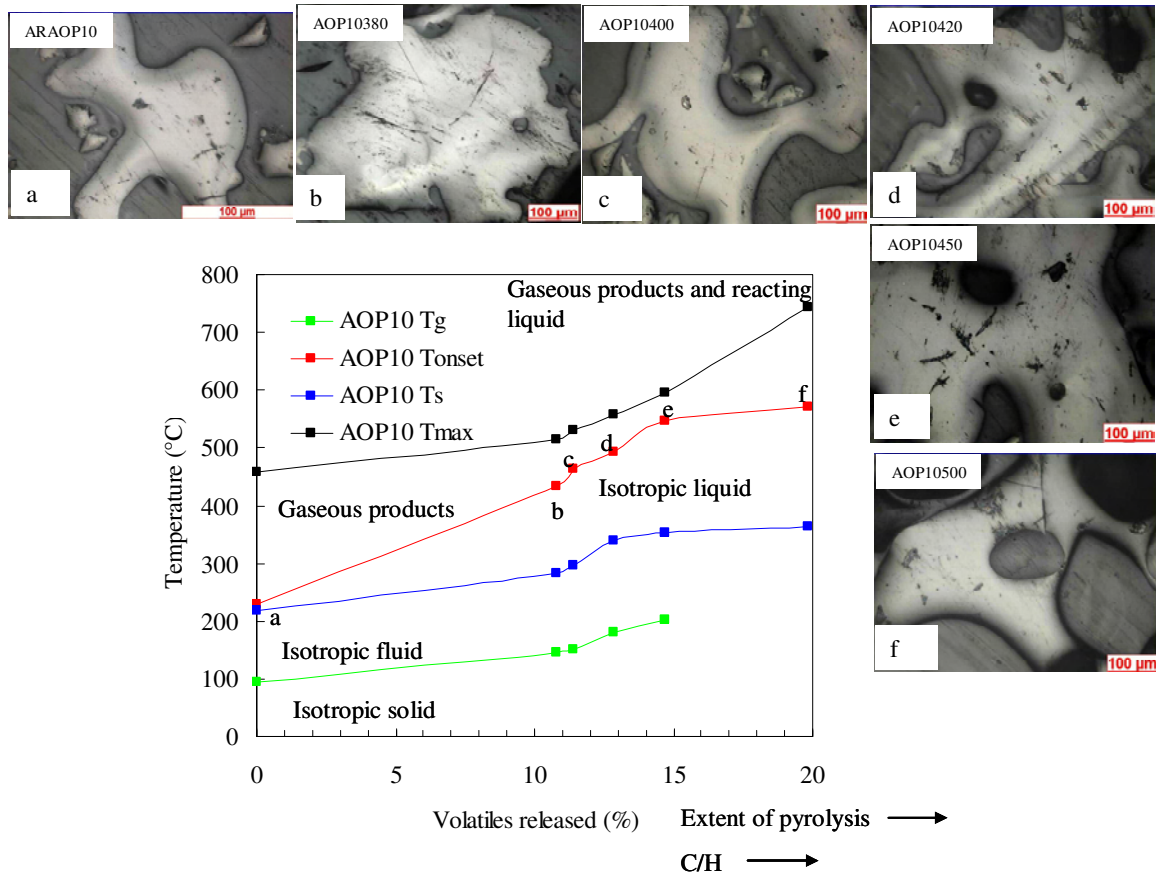 ARAOP10
a
100 µm
AOP10380
b
100 µm
AOP10400
c
100 µm
AOP10420
d
100 µm
AOP10450
e
100 µm
AOP10500
f
100 µm
Temperature (°C)
800
700
600
500
400
300
200
100
0
AOP10 Tg
AOP10 Tonset
AOP10 Ts
AOP10 Tmax
Gaseous products and reacting
liquid
Gaseous products
Isotropic liquid
Isotropic fluid
Isotropic solid
a
b
c
d
e
f
0 5 10 15 20
Volatiles released (%)
Extent of pyrolysis
C/H